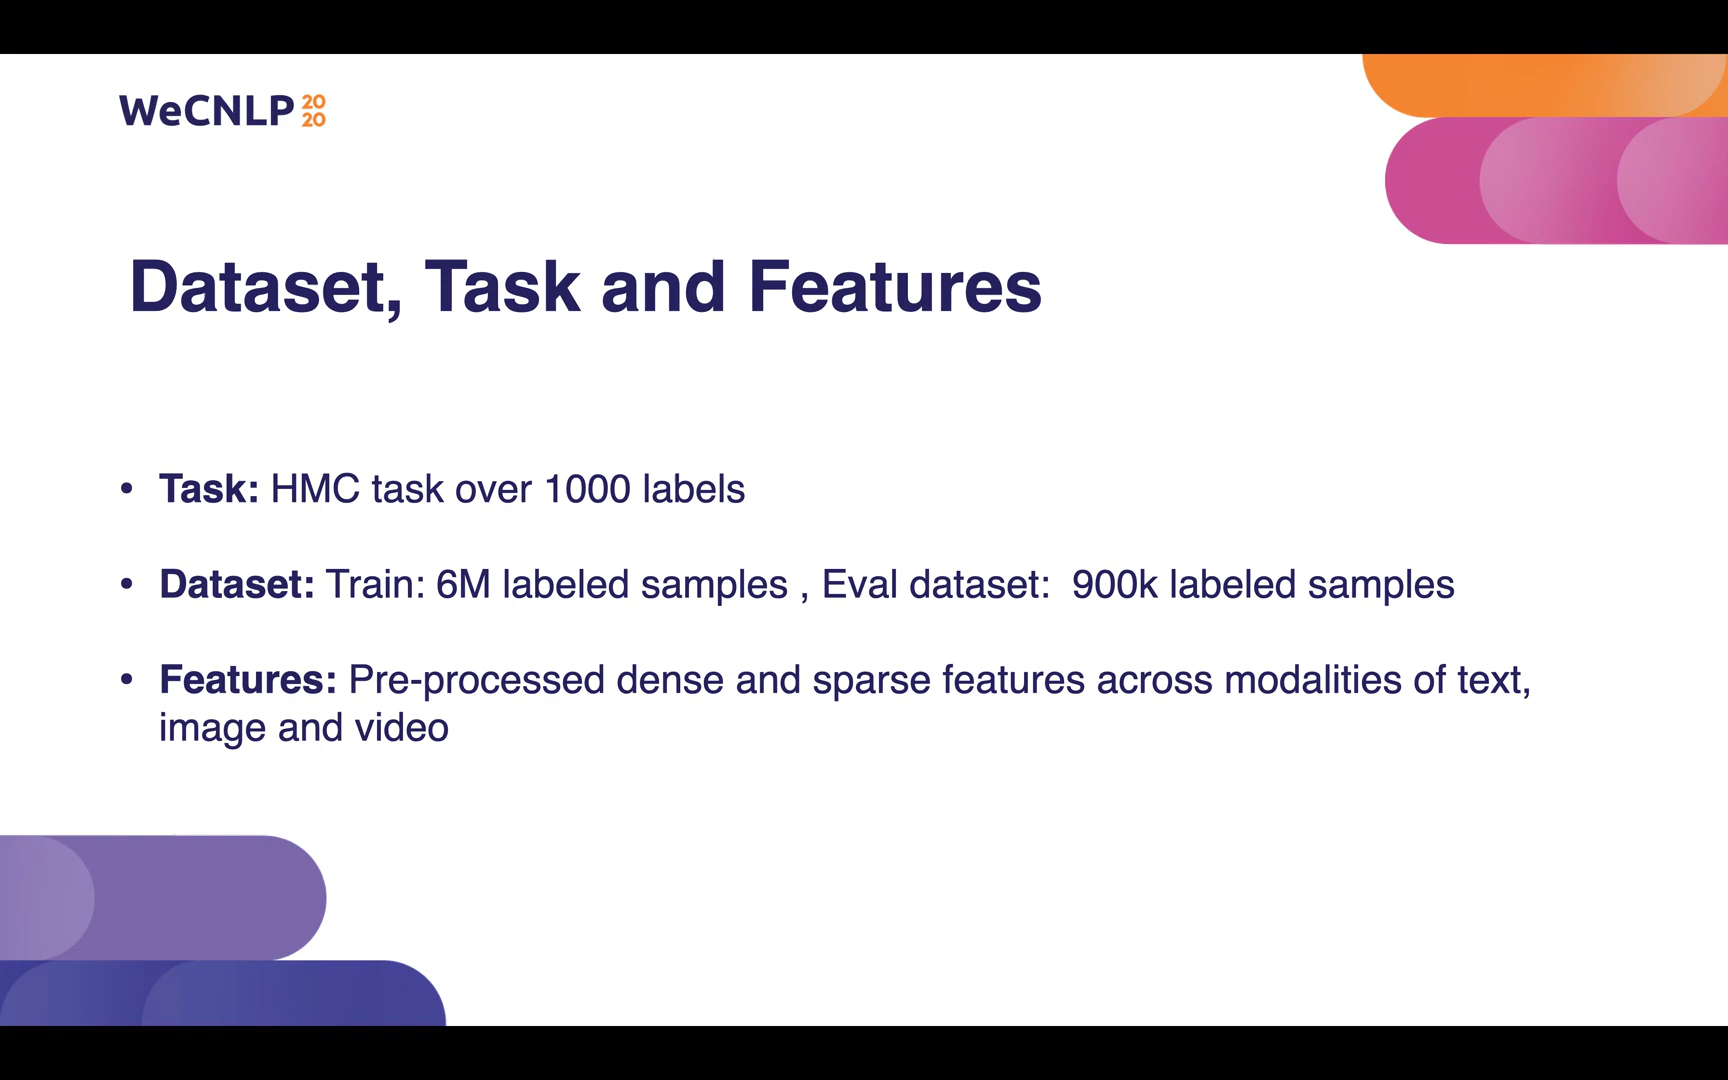 WeCNLP 20
20
Dataset, Task and Features
• Task: HMC task over 1000 labels
• Dataset: Train: 6M labeled samples , Eval dataset:  900k labeled samples
• Features: Pre-processed dense and sparse features across modalities of text,
image and video